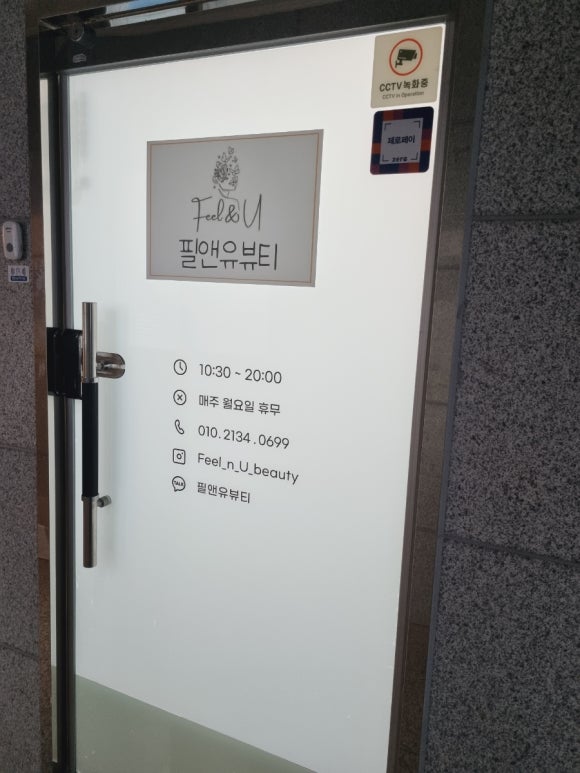 CCTV 녹화중
CCTV in Operation
제로페이
zero
Feel & U
필앤유뷰티
10:30 ~ 20:00
매주 월요일 휴무
010. 2134 . 0699
Feel_n_U_beauty
TALK
필앤유뷰티